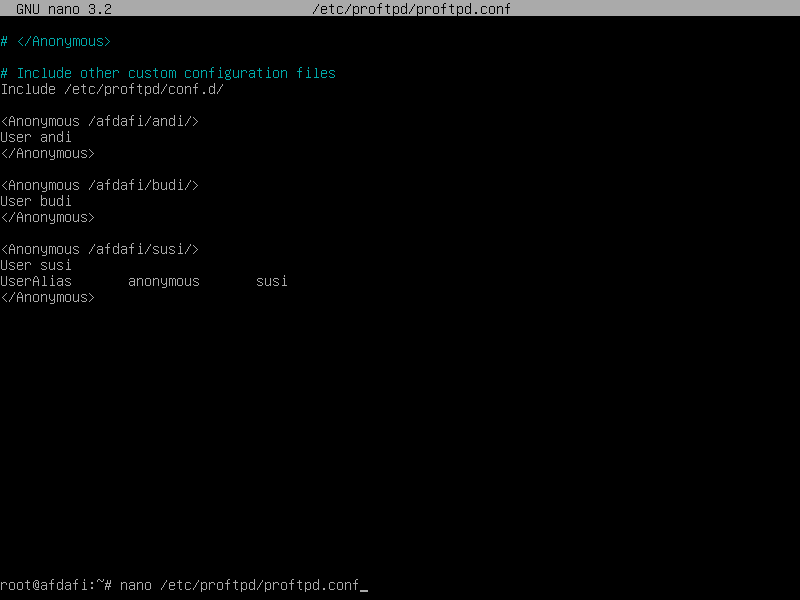 GNU nano 3.2 /etc/proftpd/proftpd.conf
# </Anonymous>
# Include other custom configuration files
Include /etc/proftpd/conf.d/
<Anonymous /afdafi/andi/>
User andi
</Anonymous>
<Anonymous /afdafi/budi/>
User budi
</Anonymous>
<Anonymous /afdafi/susi/>
User susi
UserAlias anonymous susi
</Anonymous>
root@afdafi:~# nano /etc/proftpd/proftpd.conf_